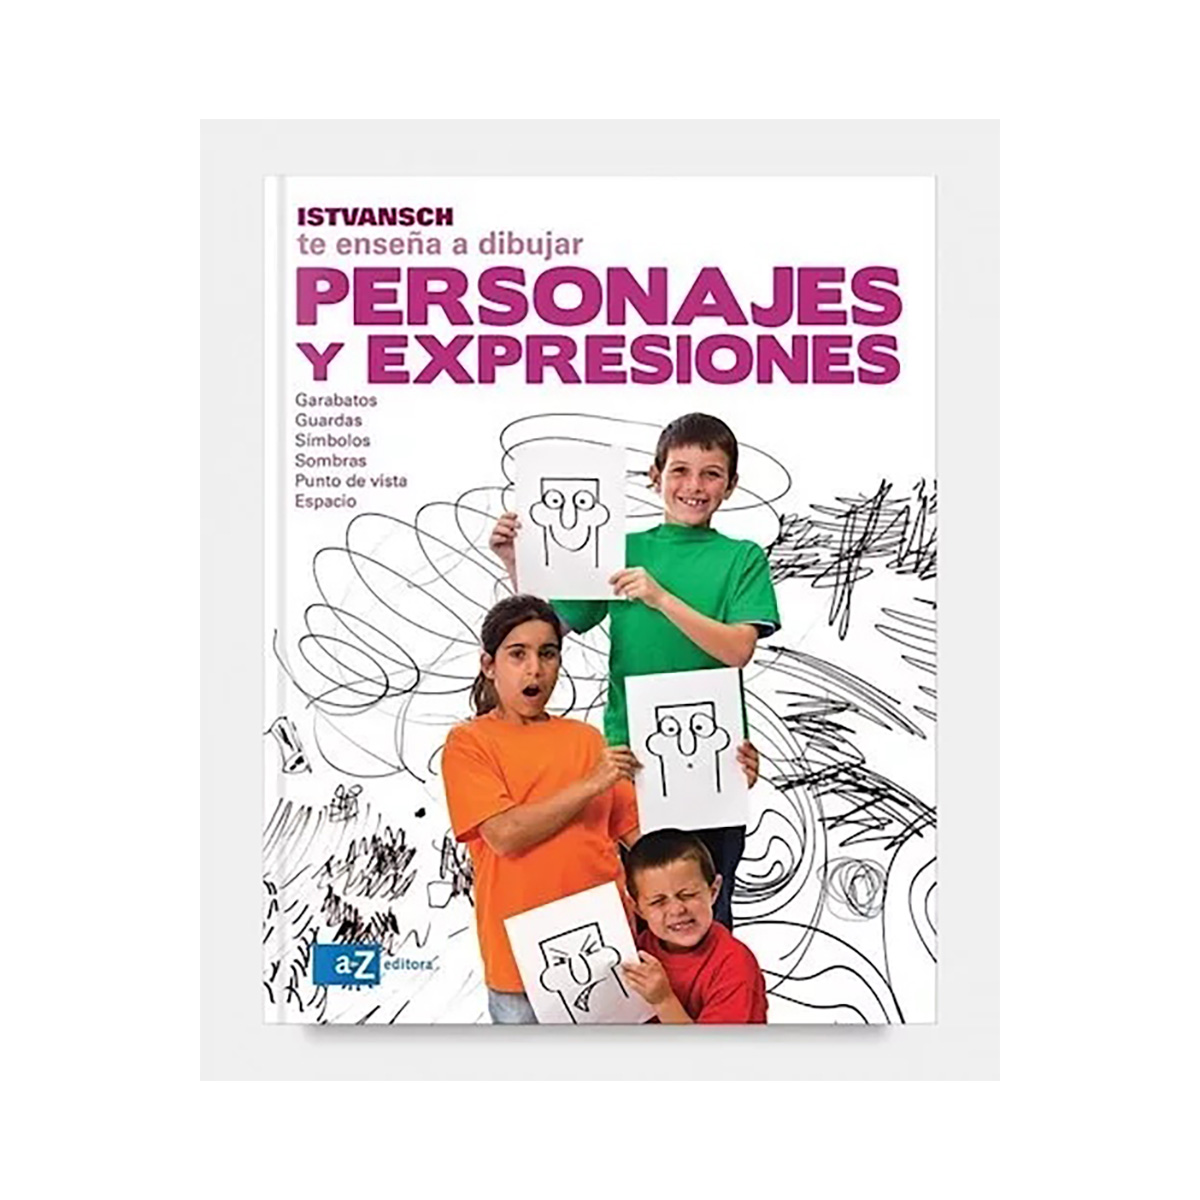 ISTVANSCH
te enseña a dibujar
PERSONAJES
Y EXPRESIONES
Garabatos
Guardas
Símbolos
Sombras
Punto de vista
Espacio
a-Z editora